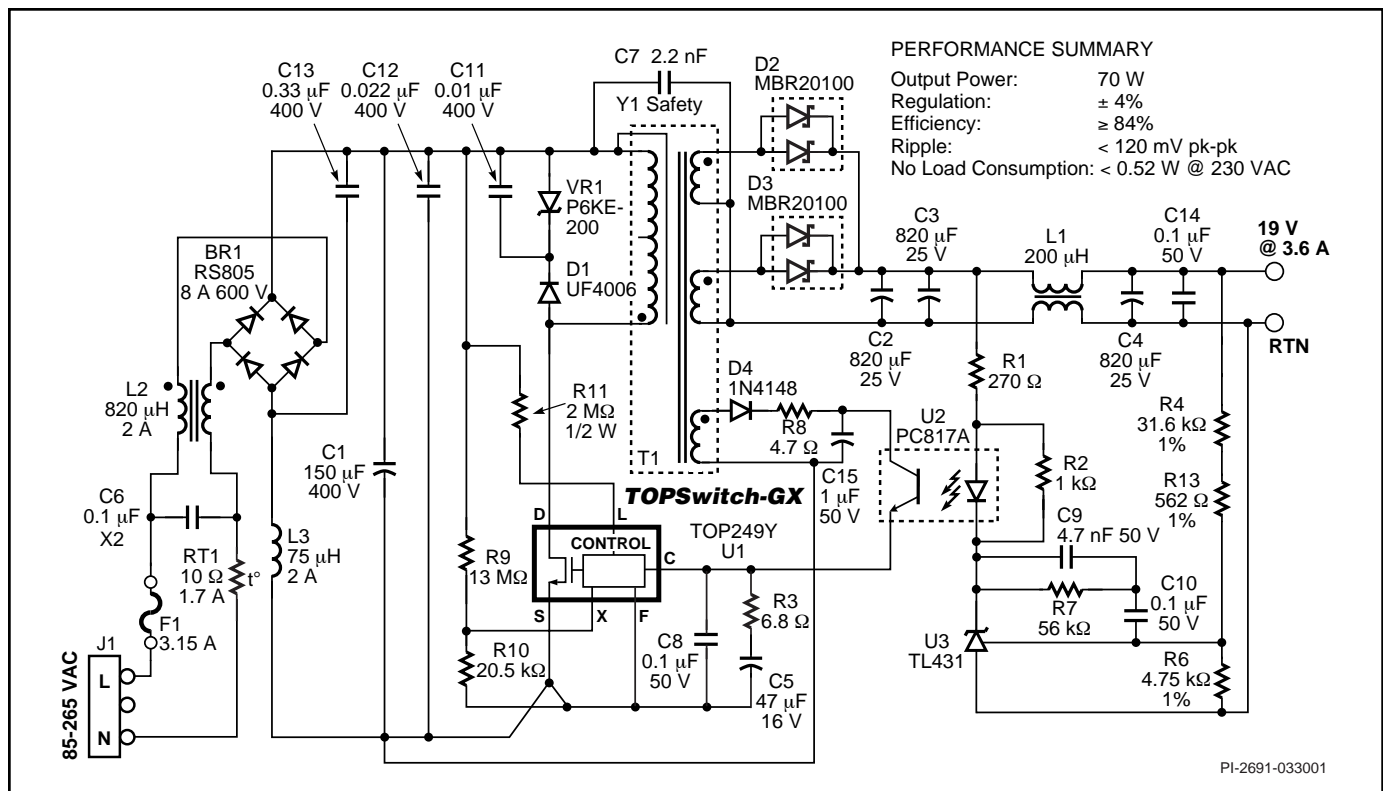 C7 2.2 nF
Y1 Safety
D2
MBR20100
PERFORMANCE SUMMARY
Output Power: 70 W
Regulation: ± 4%
Efficiency: ≥ 84%
Ripple: < 120 mV pk-pk
No Load Consumption: < 0.52 W @ 230 VAC
C13
0.33 µF
400 V
C12
0.022 µF
400 V
C11
0.01 µF
400 V
VR1
P6KE-
200
D1
UF4006
D3
MBR20100
C3
820 µF
25 V
L1
200 µH
C14
0.1 µF
50 V
19 V
@ 3.6 A
RTN
BR1
RS805
8 A 600 V
C2
820 µF
25 V
C4
820 µF
25 V
R1
270 Ω
L2
820 µH
2 A
R11
2 MΩ
1/2 W
D4
1N4148
R8
4.7 Ω
T1
C15
1 µF
50 V
U2
PC817A
R2
1 kΩ
R4
31.6 kΩ
1%
R13
562 Ω
1%
C1
150 µF
400 V
C6
0.1 µF
X2
TOPSwitch-GX
TOP249Y
U1
D
L
CONTROL
C
S
X
F
C9
4.7 nF 50 V
RT1
10 Ω
1.7 A
t°
L3
75 µH
2 A
R9
13 MΩ
R3
6.8 Ω
R7
56 kΩ
C10
0.1 µF
50 V
F1
3.15 A
J1
L
N
85-265 VAC
R10
20.5 kΩ
C8
0.1 µF
50 V
C5
47 µF
16 V
U3
TL431
R6
4.75 kΩ
1%
PI-2691-033001